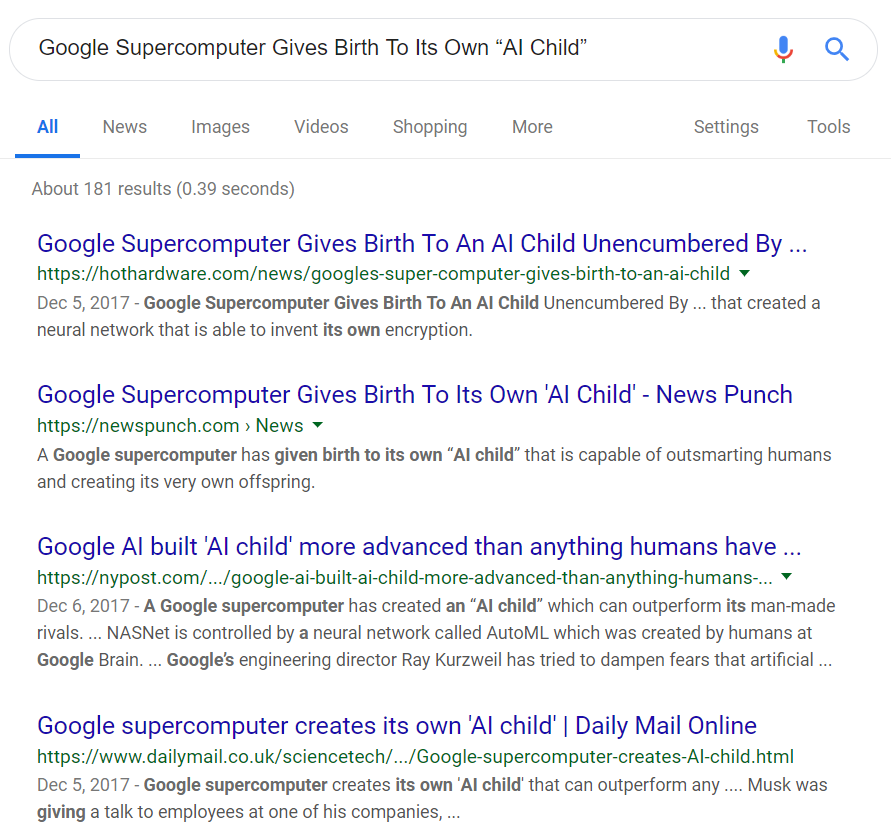 Google Supercomputer Gives Birth To Its Own “AI Child”
All News Images Videos Shopping More Settings Tools
About 181 results (0.39 seconds)
Google Supercomputer Gives Birth To An AI Child Unencumbered By ...
https://hothardware.com/news/googles-super-computer-gives-birth-to-an-ai-child
Dec 5, 2017 - Google Supercomputer Gives Birth To An AI Child Unencumbered By ... that created a
neural network that is able to invent its own encryption.
Google Supercomputer Gives Birth To Its Own 'AI Child' - News Punch
https://newspunch.com › News
A Google supercomputer has given birth to its own “AI child” that is capable of outsmarting humans
and creating its very own offspring.
Google AI built 'AI child' more advanced than anything humans have ...
https://nypost.com/.../google-ai-built-ai-child-more-advanced-than-anything-humans-...
Dec 6, 2017 - A Google supercomputer has created an “AI child” which can outperform its man-made
rivals. ... NASNet is controlled by a neural network called AutoML which was created by humans at
Google Brain. ... Google’s engineering director Ray Kurzweil has tried to dampen fears that artificial ...
Google supercomputer creates its own 'AI child' | Daily Mail Online
https://www.dailymail.co.uk/sciencetech/.../Google-supercomputer-creates-AI-child.html
Dec 5, 2017 - Google supercomputer creates its own 'AI child' that can outperform any .... Musk was
giving a talk to employees at one of his companies, ...